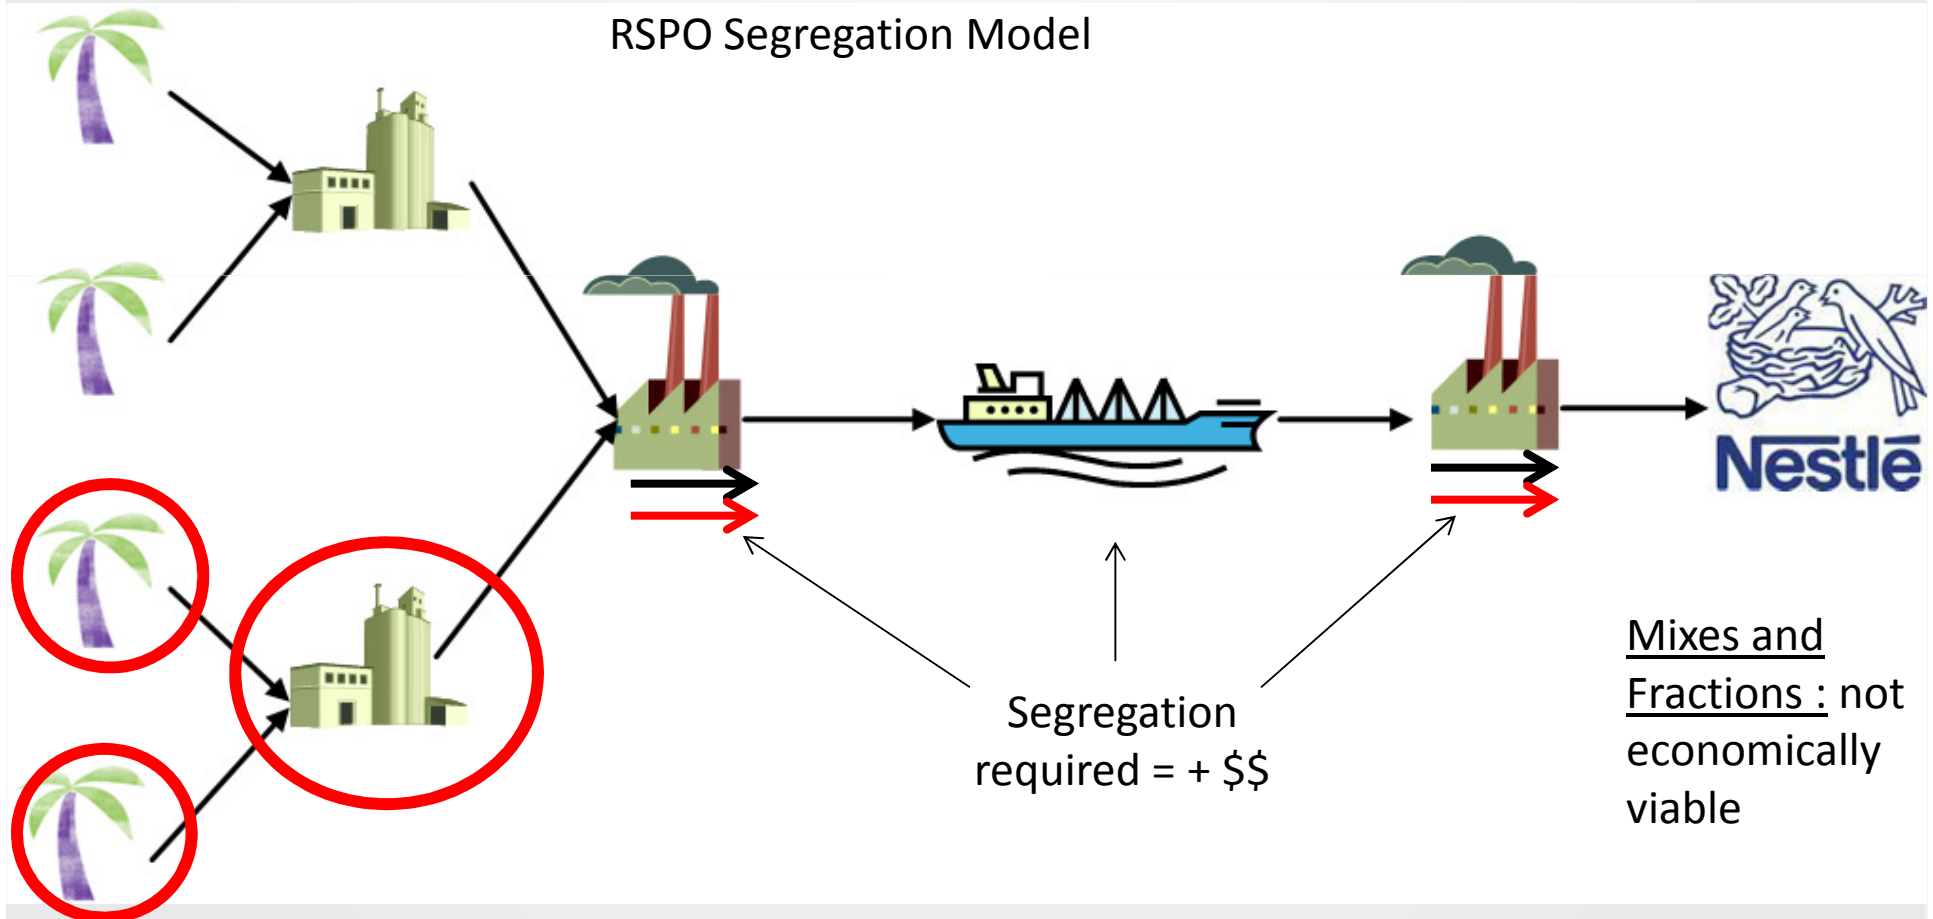 RSPO Segregation Model
Nestlé
Segregation
required = + $$
Mixes and
Fractions : not
economically
viable